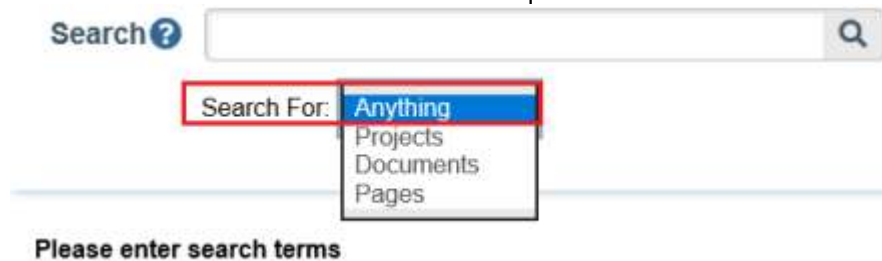 Search
Search For: Anything
Projects
Documents
Pages
Please enter search terms